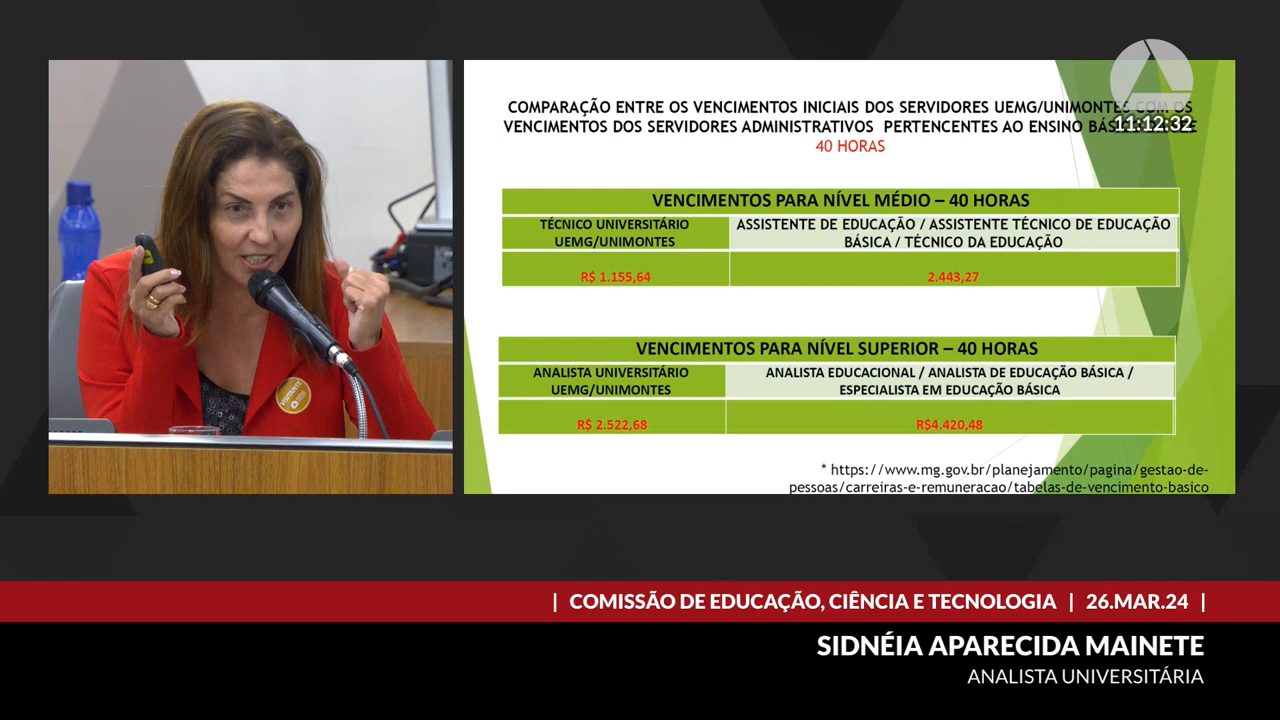 COMPARAÇÃO ENTRE OS VENCIMENTOS INICIAIS DOS SERVIDORES UEMG/UNIMONTES COM OS
VENCIMENTOS DOS SERVIDORES ADMINISTRATIVOS PERTENCENTES AO ENSINO
11:12:32
40 HORAS
VENCIMENTOS PARA NÍVEL MÉDIO – 40 HORAS
TÉCNICO UNIVERSITÁRIO
UEMG/UNIMONTES
ASSISTENTE DE EDUCAÇÃO / ASSISTENTE TÉCNICO DE EDUCAÇÃO
BÁSICA / TÉCNICO DA EDUCAÇÃO
R$ 1.155,64
2.443,27
VENCIMENTOS PARA NÍVEL SUPERIOR – 40 HORAS
ANALISTA UNIVERSITÁRIO
UEMG/UNIMONTES
ANALISTA EDUCACIONAL / ANALISTA DE EDUCAÇÃO BÁSICA /
ESPECIALISTA EM EDUCAÇÃO BÁSICA
R$ 2.522,68
R$4.420,48
* https://www.mg.gov.br/planejamento/pagina/gestao-de-
pessoas/carreiras-e-remuneracao/tabelas-de-vencimento-basico
VISITANTE
| COMISSÃO DE EDUCAÇÃO, CIÊNCIA E TECNOLOGIA | 26.MAR.24 |
SIDNÉIA APARECIDA MAINETE
ANALISTA UNIVERSITÁRIA